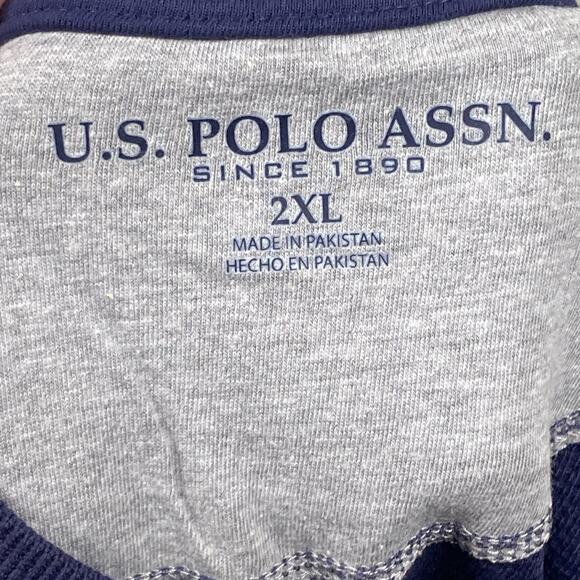 U.S. POLO ASSN.
SINCE 1890
2XL
MADE IN PAKISTAN
HECHO EN PAKISTAN